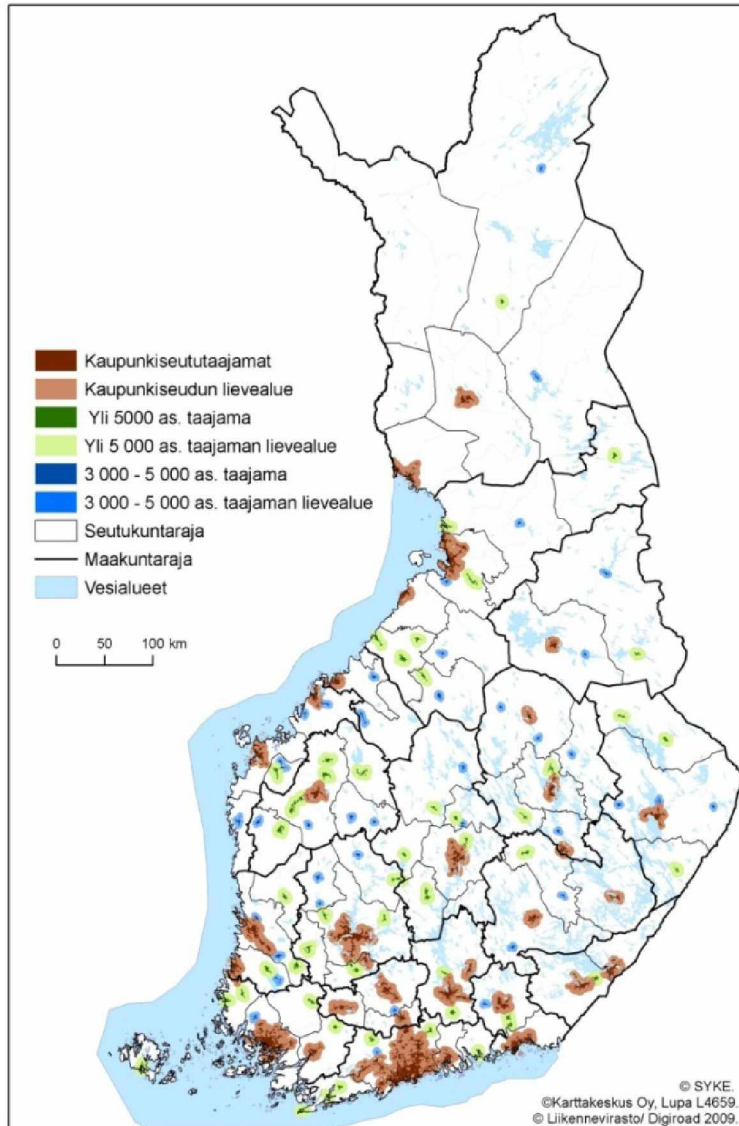 Kaupunkiseututaajamat
Kaupunkiseudun lievealue
Yli 5000 as. taajama
Yli 5 000 as. taajaman lievealue
3 000 - 5 000 as. taajama
3 000 - 5 000 as. taajaman lievealue
Seutukuntaraja
Maakuntaraja
Vesialueet
0 50 100 km
© SYKE.
©Karttakeskus Oy, Lupa L4659.
© Liikennevirasto/ Digiroad 2009.